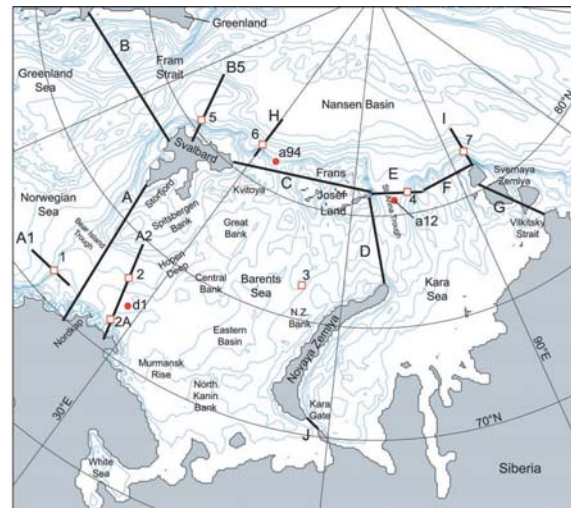 Greenland
B
Fram
Strait
B5
Greenland
Sea
80°N
Nansen Basin
H
I
5
6
7
a94
Svalbard
Frans
Josef
Land
E
F
4
Svernaya
Zemlya
C
Kvitoya
Storfjord
A
Norwegian
Sea
Spitsbergen
Bank
a12
G
Vilkitsky
Strait
Great
Bank
Bear Island
Trough
A2
A1
Hopen
Deep
D
1
2
Central
Bank
Barents
Sea
3
Kara
Sea
d1
N.Z.
Bank
2A
Nordkap
Eastern
Basin
Novaya Zemlya
Murmansk
Rise
90°E
North
Kanin
Bank
30°E
Kara
Gate
70°N
J
White
Sea
Siberia